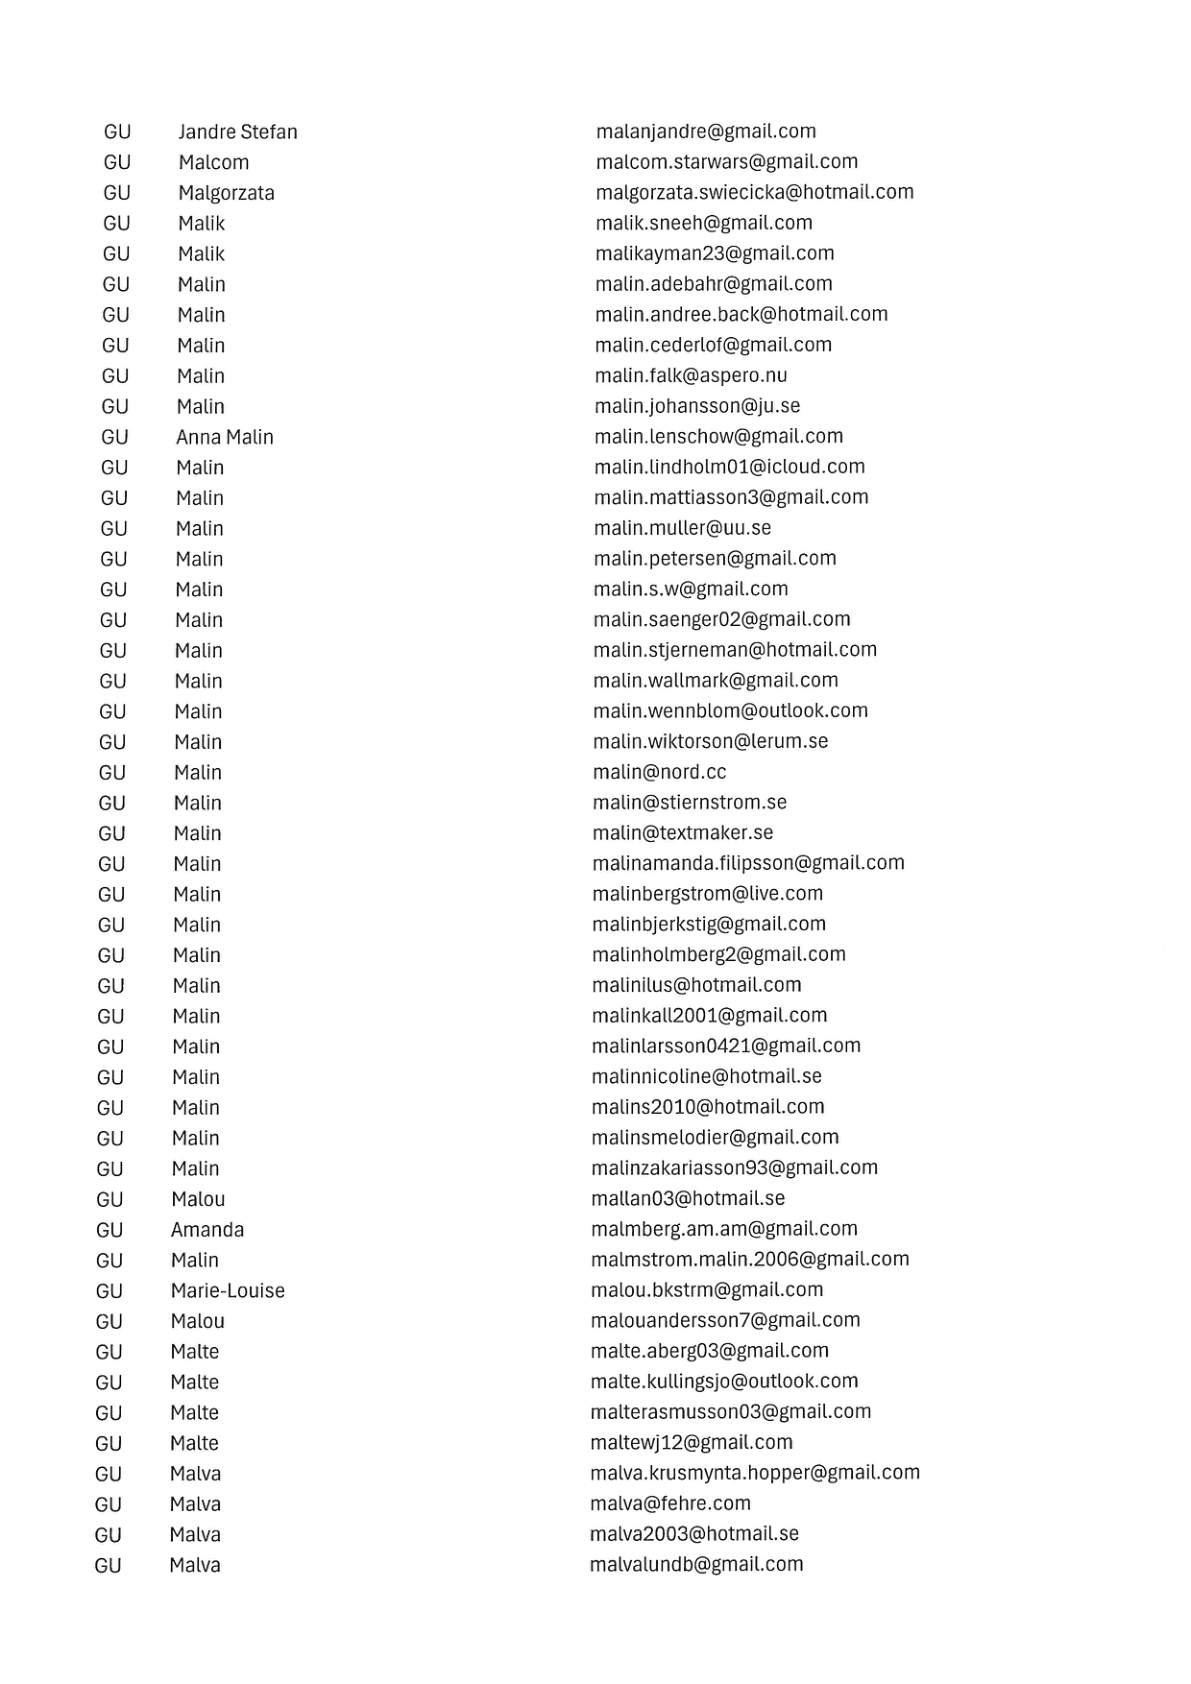 GU Jandre Stefan malanjandre@gmail.com
GU Malcom malcom.starwars@gmail.com
GU Malgorzata malgorzata.swiecicka@hotmail.com
GU Malik malik.sneeh@gmail.com
GU Malik malikayman23@gmail.com
GU Malin malin.adebahr@gmail.com
GU Malin malin.andree.back@hotmail.com
GU Malin malin.cederlof@gmail.com
GU Malin malin.falk@aspero.nu
GU Malin malin.johansson@ju.se
GU Anna Malin malin.lenschow@gmail.com
GU Malin malin.lindholm01@icloud.com
GU Malin malin.mattiasson3@gmail.com
GU Malin malin.muller@uu.se
GU Malin malin.petersen@gmail.com
GU Malin malin.s.w@gmail.com
GU Malin malin.saenger02@gmail.com
GU Malin malin.stjerneman@hotmail.com
GU Malin malin.wallmark@gmail.com
GU Malin malin.wennblom@outlook.com
GU Malin malin.wiktorson@lerum.se
GU Malin malin@nord.cc
GU Malin malin@stiernstrom.se
GU Malin malin@textmaker.se
GU Malin malinamanda.filipsson@gmail.com
GU Malin malinbergstrom@live.com
GU Malin malinbjerkstig@gmail.com
GU Malin malinholmberg2@gmail.com
GU Malin malinilus@hotmail.com
GU Malin malinkall2001@gmail.com
GU Malin malinlarsson0421@gmail.com
GU Malin malinnicoline@hotmail.se
GU Malin malins2010@hotmail.com
GU Malin malinsmelodier@gmail.com
GU Malin malinzakariasson93@gmail.com
GU Malou mallan03@hotmail.se
GU Amanda malmberg.am.am@gmail.com
GU Malin malmstrom.malin.2006@gmail.com
GU Marie-Louise malou.bkstrm@gmail.com
GU Malou malouandersson7@gmail.com
GU Malte malte.aberg03@gmail.com
GU Malte malte.kullingsjo@outlook.com
GU Malte malterasmusson03@gmail.com
GU Malte maltewj12@gmail.com
GU Malva malva.krusmynta.hopper@gmail.com
GU Malva malva@fehre.com
GU Malva malva2003@hotmail.se
GU Malva malvalundb@gmail.com